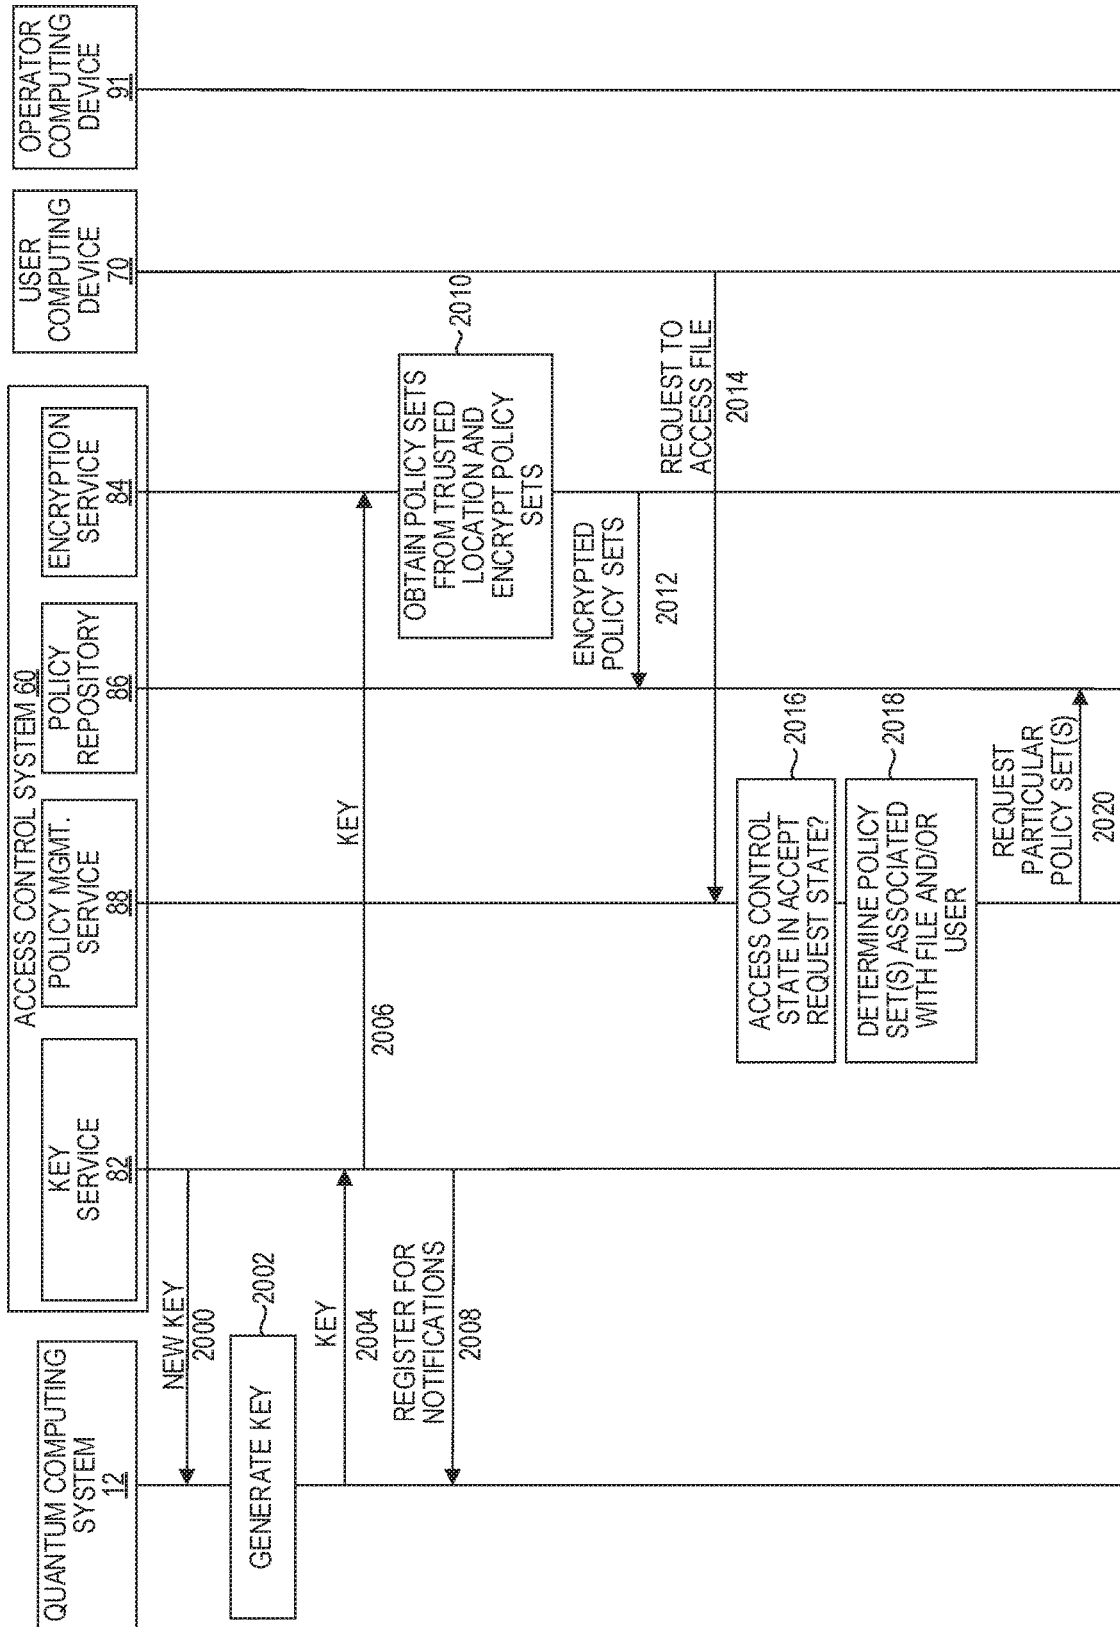 QUANTUM COMPUTING
SYSTEM
12
ACCESS CONTROL SYSTEM 60
KEY
SERVICE
82
POLICY MGMT.
SERVICE
88
POLICY
REPOSITORY
86
ENCRYPTION
SERVICE
84
USER
COMPUTING
DEVICE
70
OPERATOR
COMPUTING
DEVICE
91
NEW KEY
2000
GENERATE KEY
2002
KEY
2004
KEY
2006
REGISTER FOR
NOTIFICATIONS
2008
OBTAIN POLICY SETS
FROM TRUSTED
LOCATION AND
ENCRYPT POLICY
SETS
2010
ENCRYPTED
POLICY SETS
2012
REQUEST TO
ACCESS FILE
2014
ACCESS CONTROL
STATE IN ACCEPT
REQUEST STATE?
2016
DETERMINE POLICY
SET(S) ASSOCIATED
WITH FILE AND/OR
USER
2018
REQUEST
PARTICULAR
POLICY SET(S)
2020